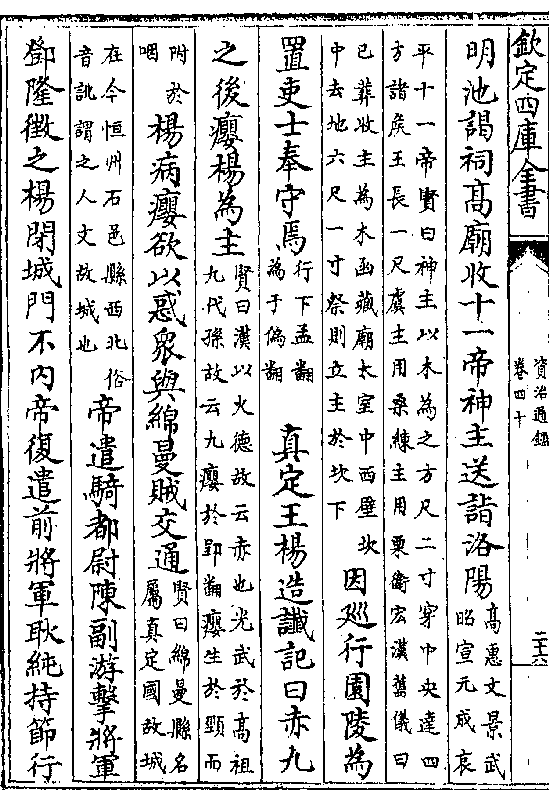 欽定四庫全書
資治通鑑
卷四十
二十六
明池謁祠髙廟收十一帝神主送詣洛陽
髙惠文景武
昭宣元成哀
平十一帝賢曰神主以木為之方尺二寸穿中央達四
方諸侯王長一尺虞主用桑練主用栗衞宏漢舊儀曰
已葬收主為木函藏廟太室中西壁坎
中去地六尺一寸祭則立主於坎下
因廵行園陵為
置吏士奉守焉
行下孟翻
為于偽翻
真定王楊造讖記曰赤九
之後癭楊為主
賢曰漢以火德故云赤也光武於髙祖
九代孫故云九癭於郢翻癭生於頸而
附於
咽
楊病癭欲以惑衆與綿曼賊交通
賢曰綿曼縣名
屬真定國故城
在今恒州石邑縣西北俗
音訛謂之人文故城也
帝遣騎都尉陳副游擊將軍
鄧隆徵之楊閉城門不內帝復遣前將軍耿純持節行